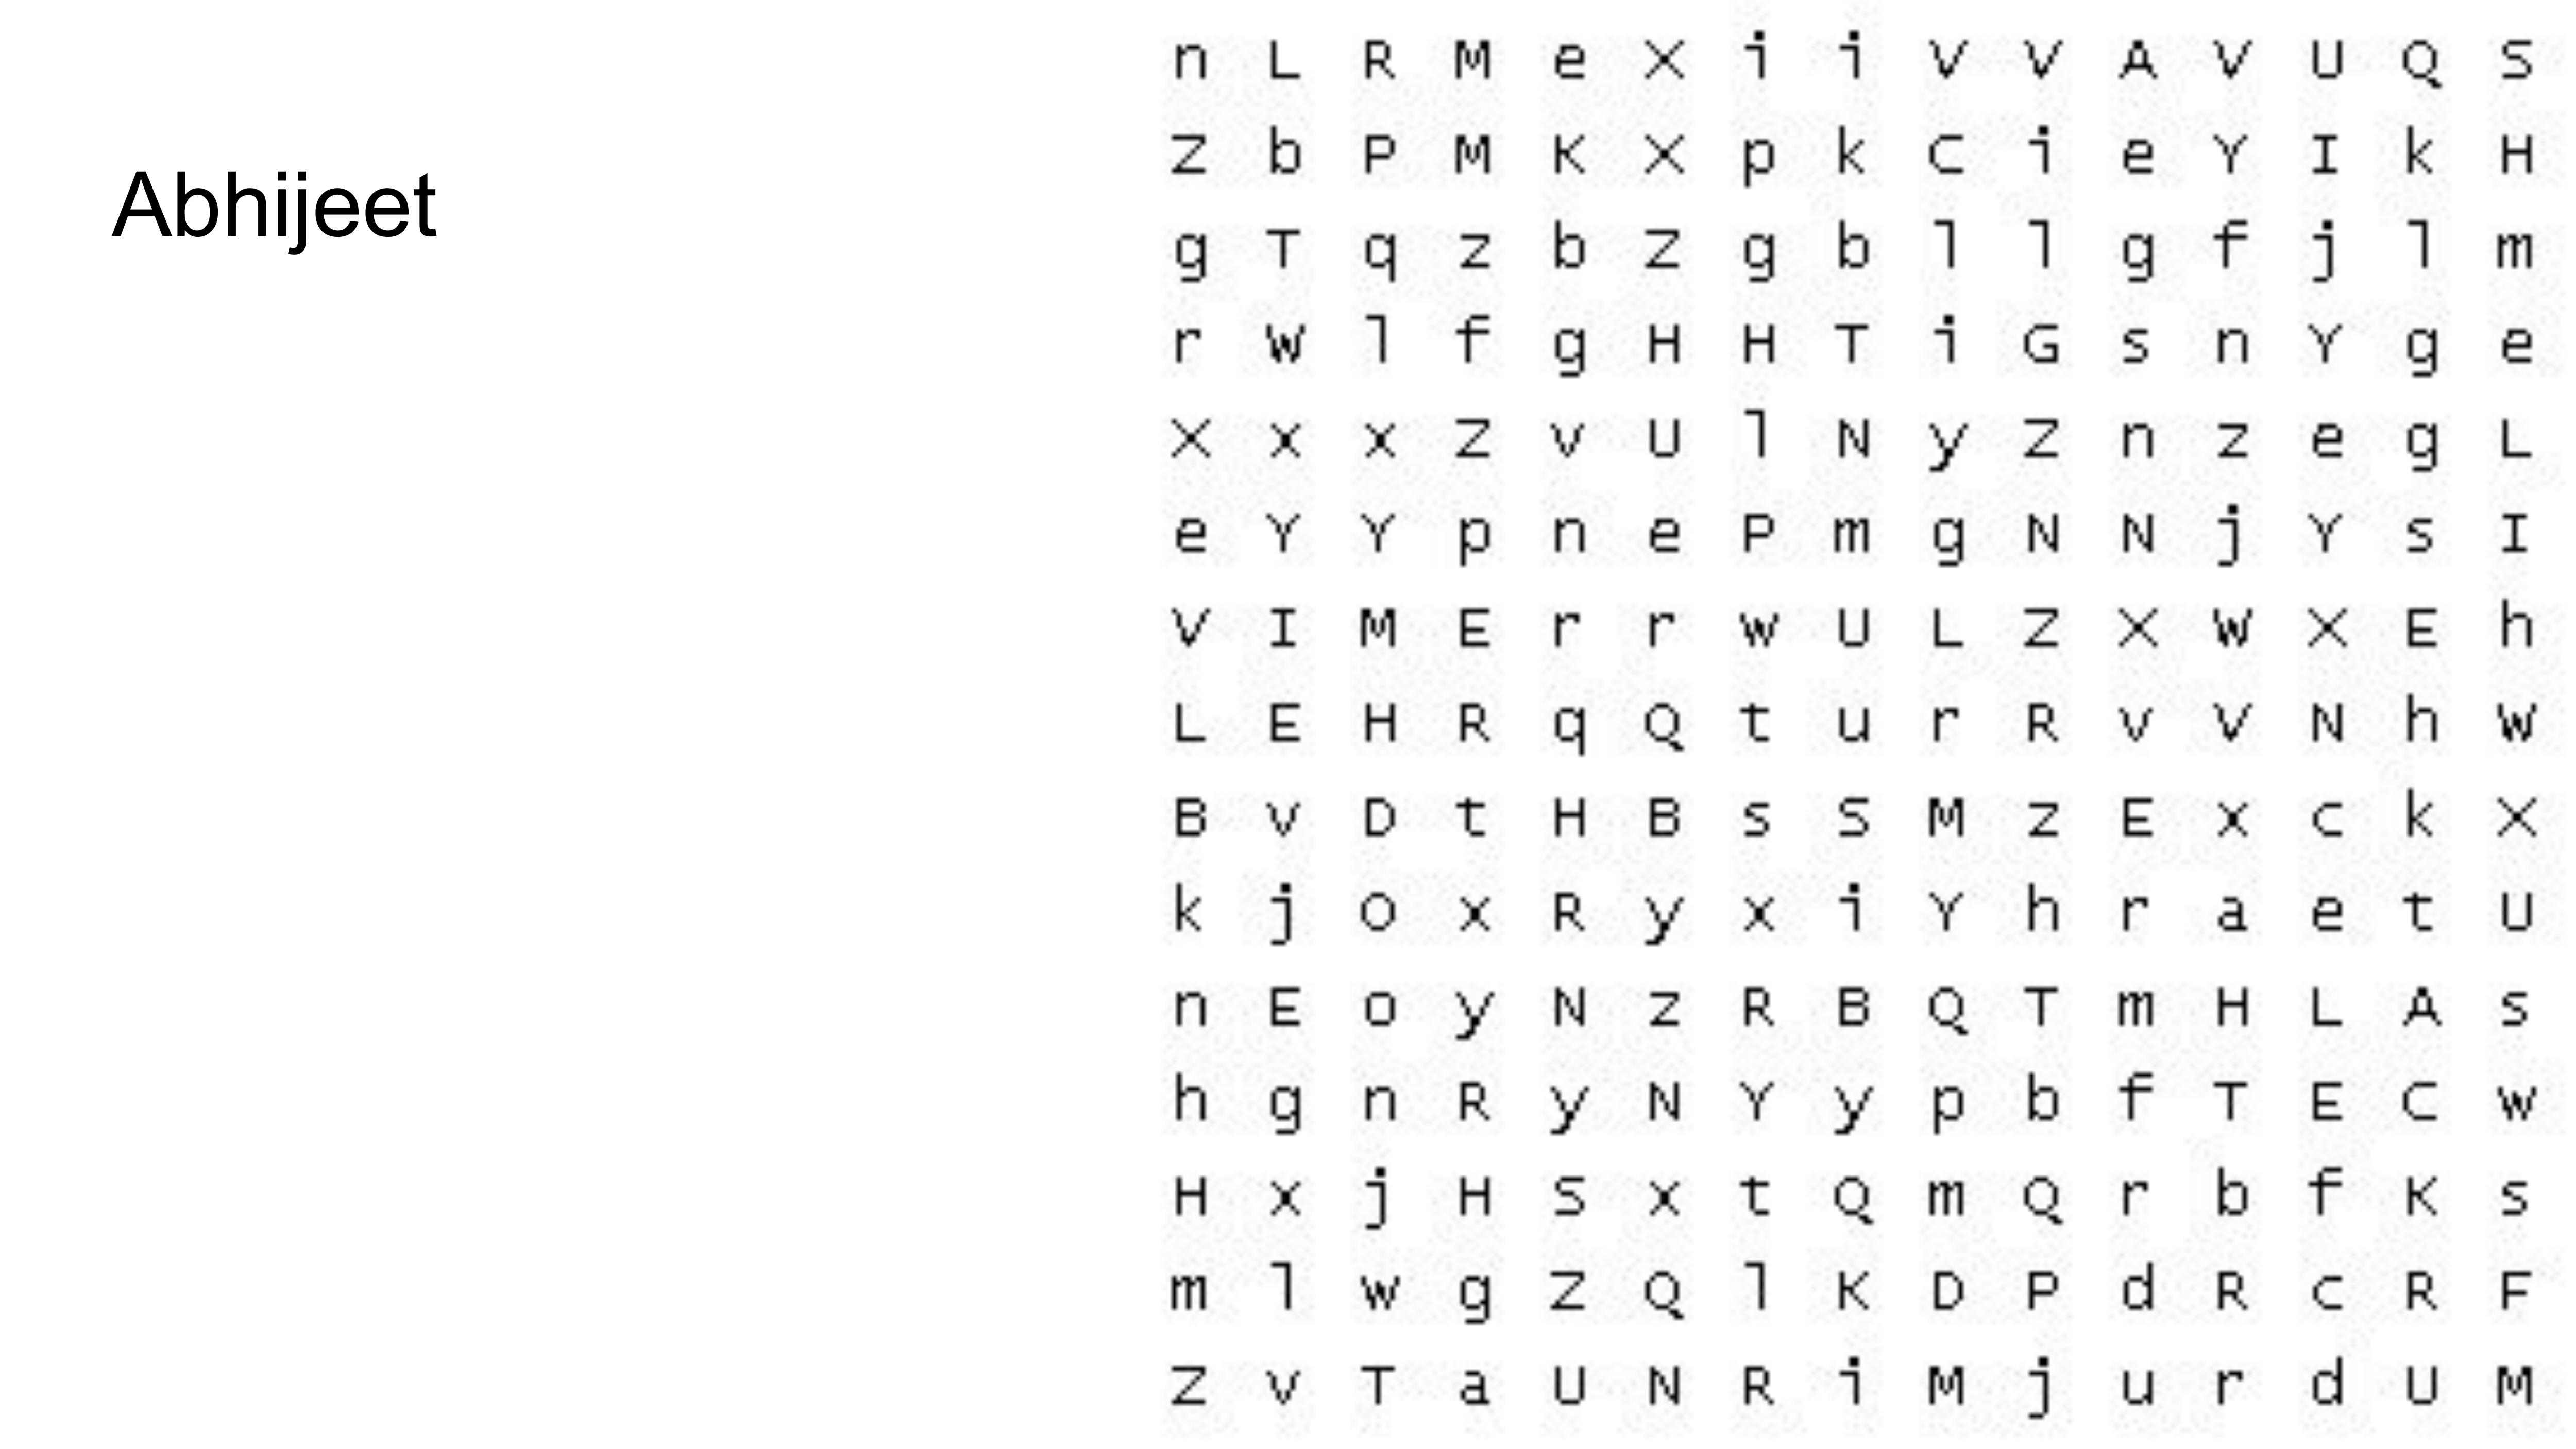 Abhijeet
n L R M e X i i V V A V U Q S
Z b P M K X p k C i e Y I k H
g T q z b Z g b l l g f j l m
r W l f g H H T i G s n Y g e
X x x Z v U l N y Z n z e g L
e Y Y p n e P m g N N j Y s I
V I M E r r w U L Z X W X E h
L E H R q Q t u r R v V N h W
B v D t H B s S M z E x c k X
k j O x R y x i Y h r a e t U
n E o y N z R B Q T m H L A s
h g n R y N Y y p b f T E C w
H x j H S x t Q m Q r b f K s
m l w g Z Q l K D P d R c R F
Z v T a U N R i M j u r d U M